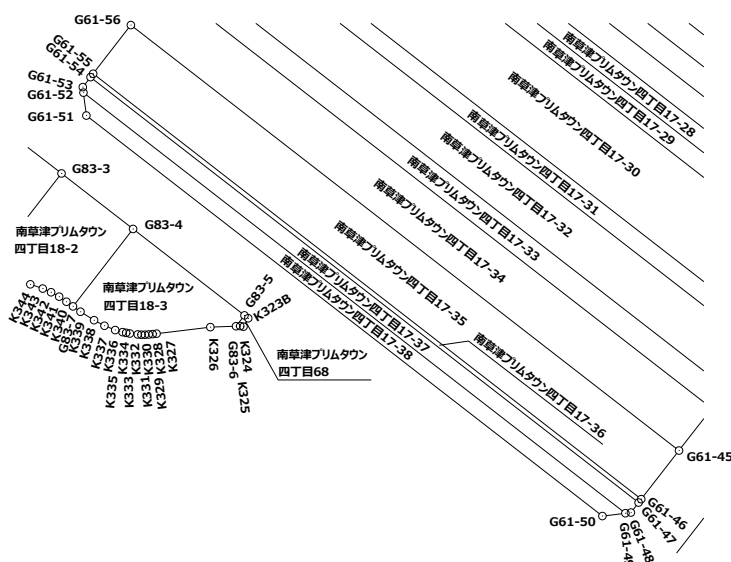 G61-56
G61-55
G61-54
G61-53
G61-52
G61-51
南草津プリムタウン四丁目17-28
南草津プリムタウン四丁目17-29
南草津プリムタウン四丁目17-30
南草津プリムタウン四丁目17-31
南草津プリムタウン四丁目17-32
南草津プリムタウン四丁目17-33
南草津プリムタウン四丁目17-34
南草津プリムタウン四丁目17-35
南草津プリムタウン四丁目17-37
南草津プリムタウン四丁目17-38
南草津プリムタウン四丁目17-36
G83-3
G83-4
南草津プリムタウン
四丁目18-2
南草津プリムタウン
四丁目18-3
G83-5
K323B
南草津プリムタウン
四丁目68
K344
K343
K342
K341
K340
G83-7
K339
K338
K337
K336
K335
K334
K333
K332
K331
K330
K329
K328
K327
K326
G83-6
K324
K325
G61-45
G61-46
G61-47
G61-48
G61-50